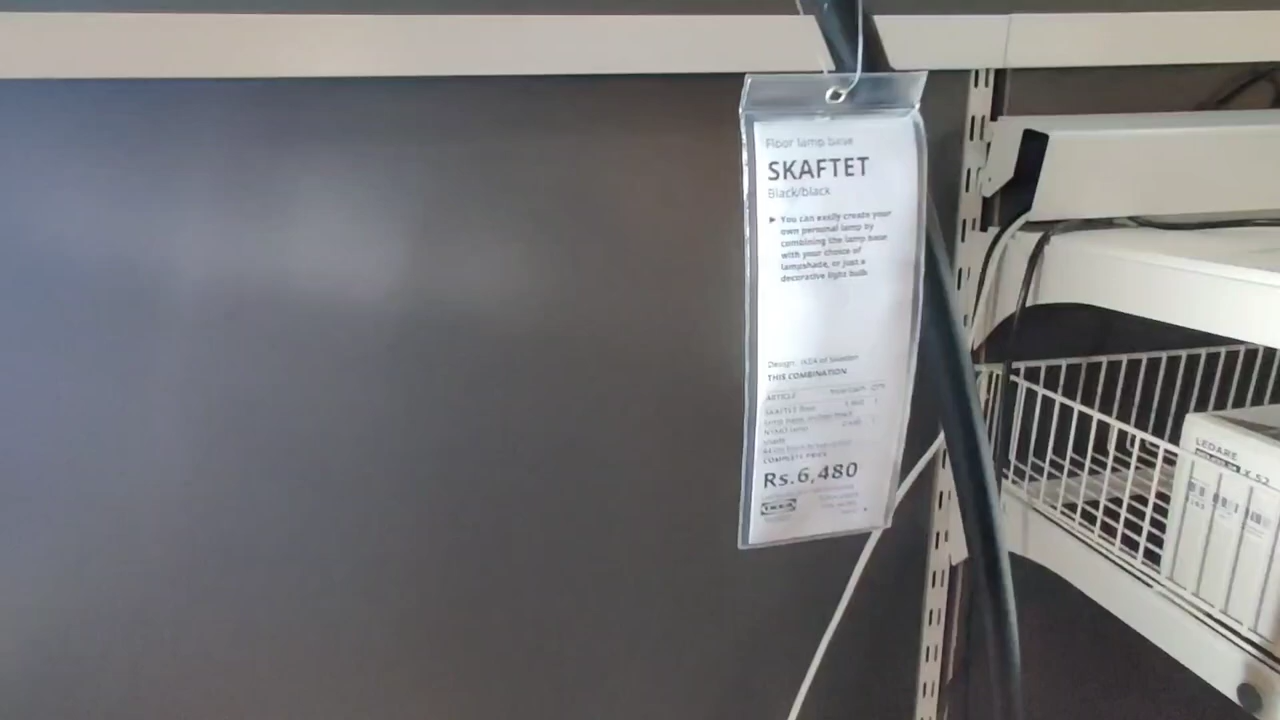 Floor lamp base
SKAFTET
Black/black
► You can easily create your
own personal lamp by
combining the lamp base
with your choice of
lampshade, or just a
decorative light bulb
Design: IKEA of Sweden
THIS COMBINATION
ARTICLE
SKAFTET floor
lamp base, arched black
NYMÖ lamp
shade
COMPLETE PRICE
Rs.6,480
IKEA
LEDARE